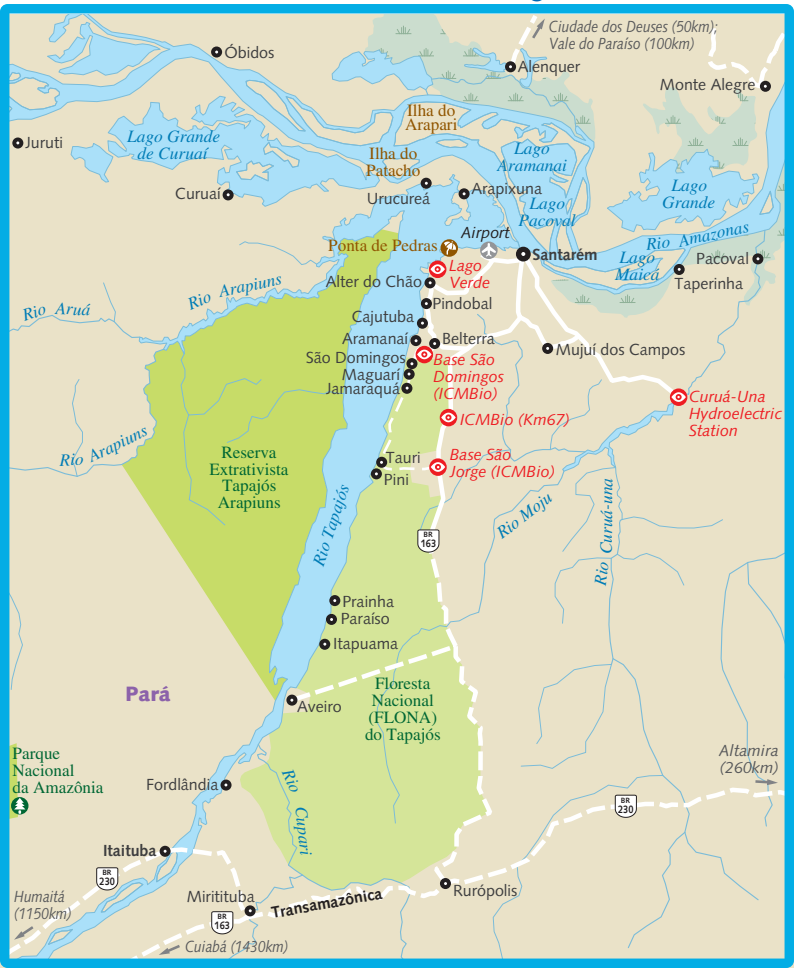 Ciudade dos Deuses (50km);
Vale do Paraíso (100km)
Óbidos
Alenquer
Monte Alegre
Ilha do
Arapari
Juruti
Lago Grande
de Curuaí
Lago
Aramanai
Ilha do
Patacho
Curuaí
Urucureá
Arapixuna
Lago
Grande
Lago
Pacoval
Rio Amazonas
Airport
Ponta de Pedras
Santarém
Lago
Maieá
Pacoval
Taperinha
Lago
Verde
Alter do Chão
Rio Arapiuns
Rio Aruá
Pindobal
Cajutuba
Aramanaí
Belterra
Mujuí dos Campos
São Domingos
Base São
Domingos
(ICMBio)
Maguarí
Jamaraquá
Curuá-Una
Hydroelectric
Station
ICMBio (Km67)
Rio Arapiuns
Reserva
Extrativista
Tapajós
Arapiuns
Tauri
Pini
Base São
Jorge (ICMBio)
Rio Tapajós
Rio Moju
Rio Curuá-una
BR
163
Prainha
Paraíso
Itapuama
Pará
Aveiro
Floresta
Nacional
(FLONA)
do Tapajós
Parque
Nacional
da Amazônia
Altamira
(260km)
Fordlândia
Rio Cupari
BR
230
Itaituba
BR
230
Humaitá
(1150km)
Miritituba
BR
163
Transamazônica
Rurópolis
Cuiabá (1430km)